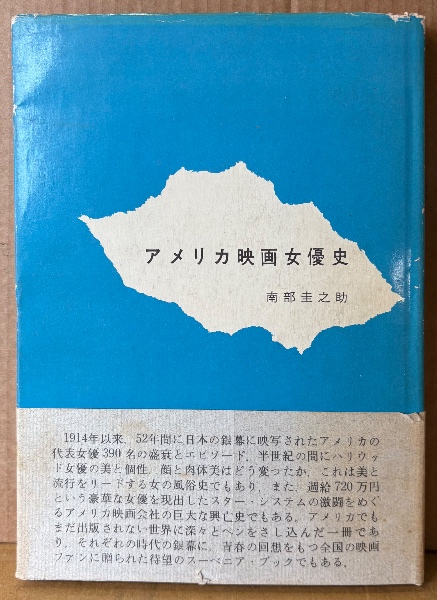 アメリカ映画女優史
南部圭之助
1914年以来、52年間に日本の銀幕に映写されたアメリカの
代表女優390名の盛衰とエピソード、半世紀の間にハリウッ
ド女優の美と個性、顔と肉体美はどう変つたか、これは美と
流行をリードする女の風俗史でもあり、また、週給720万円
という豪華な女優を現出したスター・システムの激闘をめぐ
るアメリカ映画会社の巨大な興亡史でもある。アメリカでも
まだ出版されない世界に深々とペンをさし込んだ一冊であ
り、それぞれの時代の銀幕に、青春の回想をもつ全国の映画
ファンに贈られた待望のスーベニア・ブックでもある。